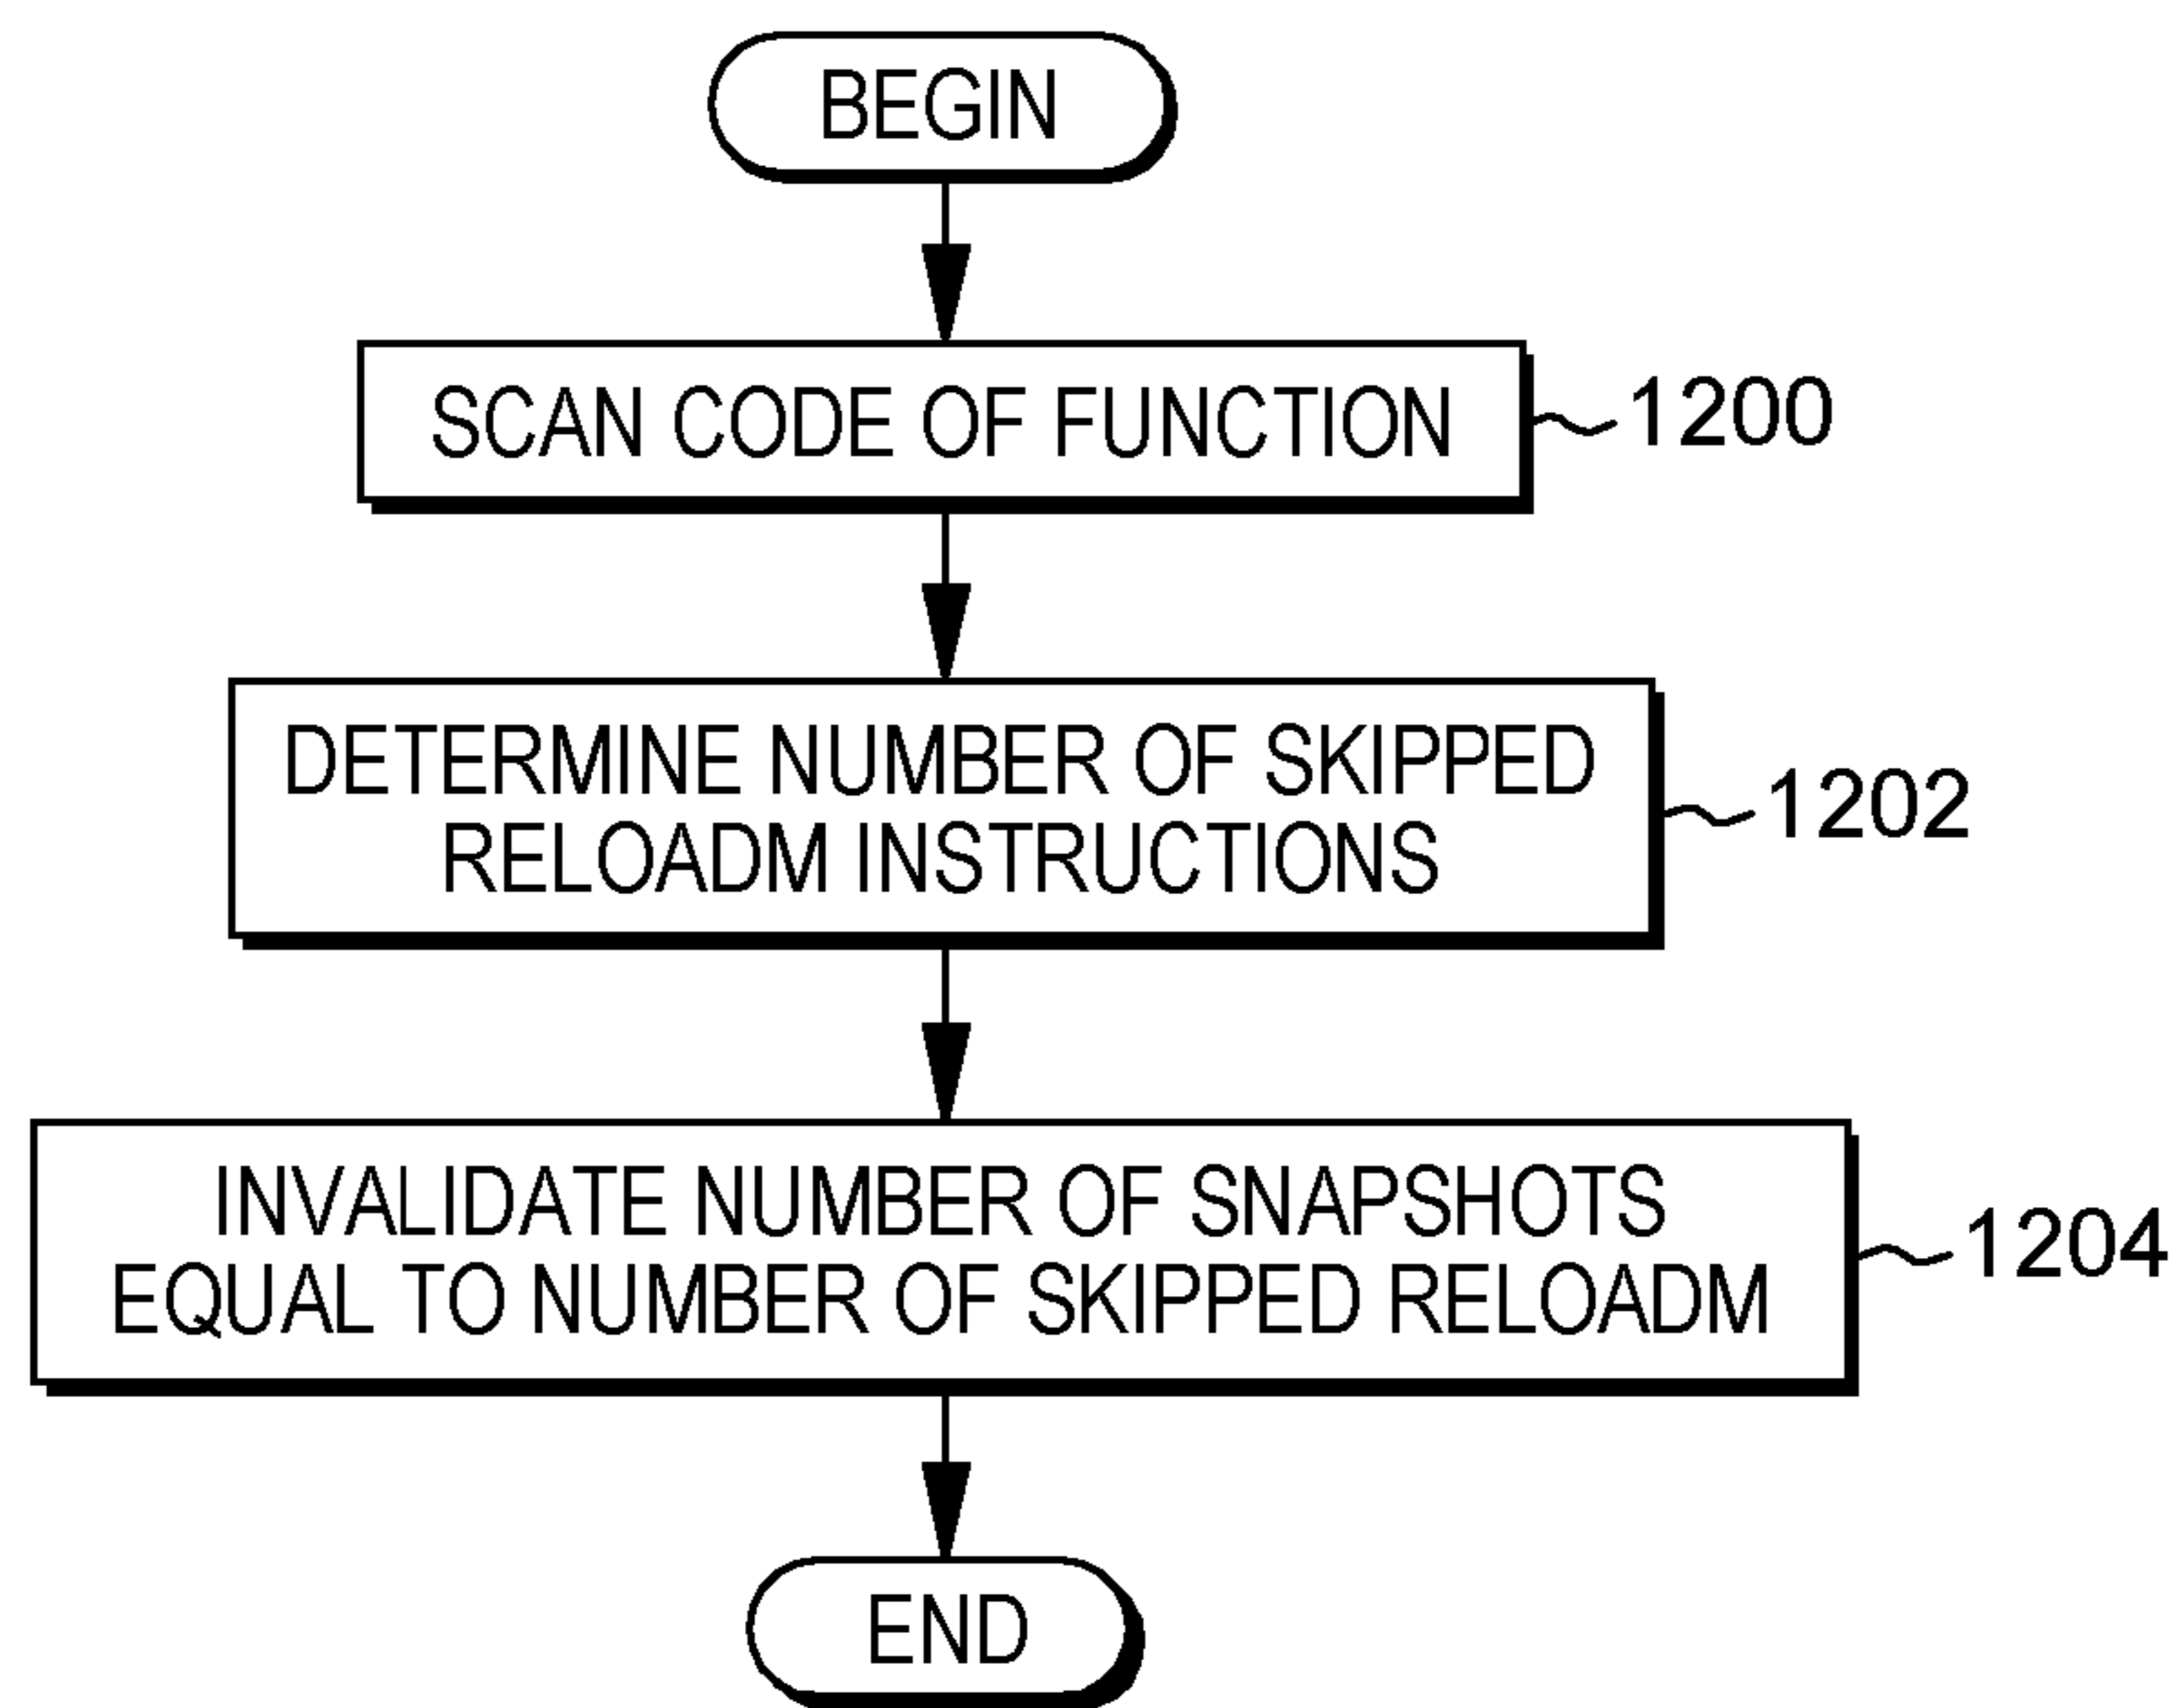 BEGIN
SCAN CODE OF FUNCTION
1200
DETERMINE NUMBER OF SKIPPED
RELOADM INSTRUCTIONS
1202
INVALIDATE NUMBER OF SNAPSHOTS
EQUAL TO NUMBER OF SKIPPED RELOADM
1204
END